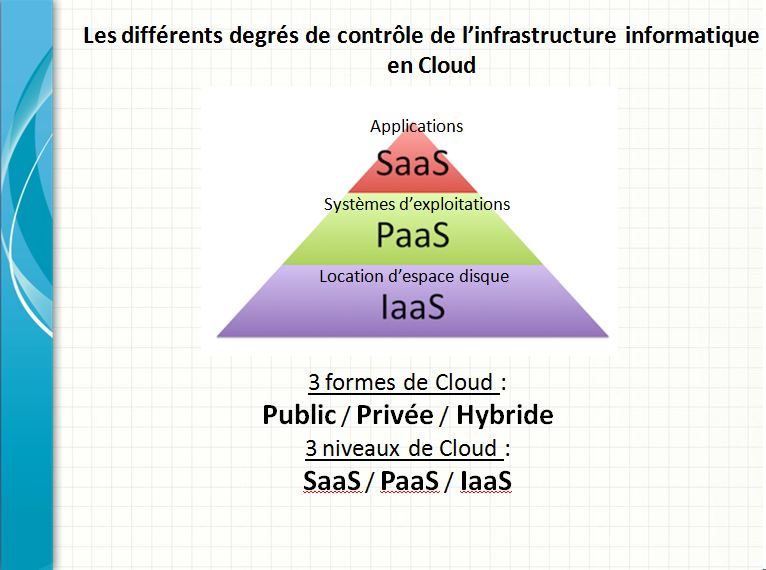 Les différents degrés de contrôle de l’infrastructure informatique
en Cloud
Applications
SaaS
Systèmes d’exploitations
PaaS
Location d’espace disque
IaaS
3 formes de Cloud :
Public / Privée / Hybride
3 niveaux de Cloud :
SaaS / PaaS / IaaS